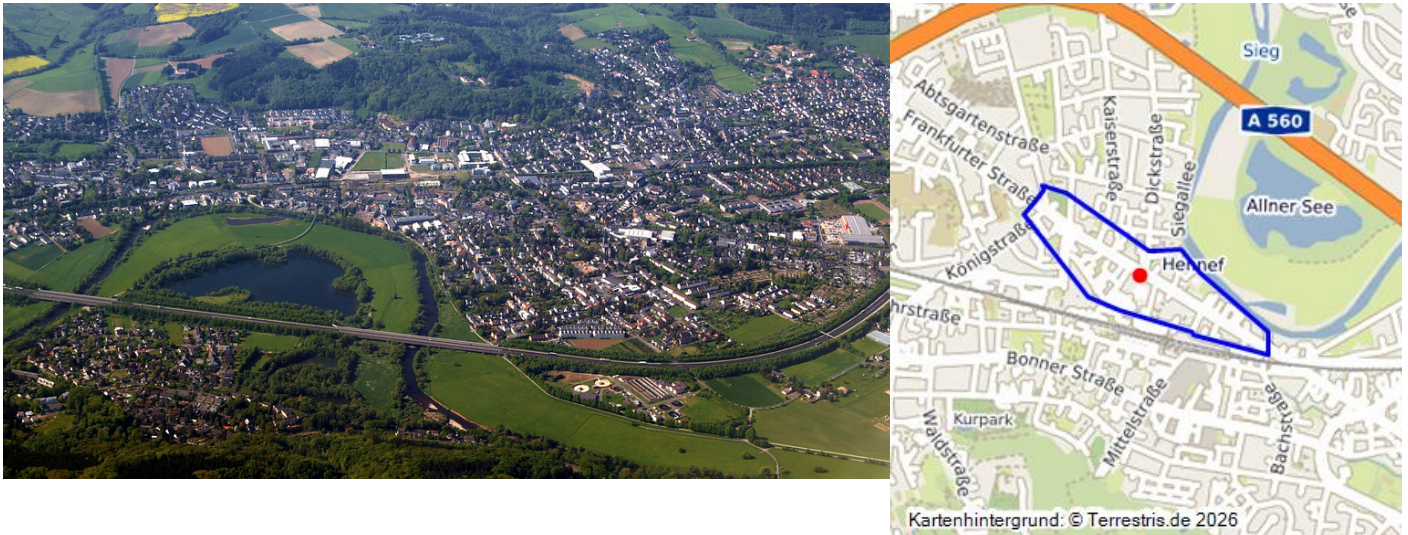 Sieg
A 560
Abtsgartenstraße
Frankfurter Straße
Kaiserstraße
Dickstraße
Siegallee
Allner See
Königstraße
Hennef
hrstraße
Bonner Straße
Mittelstraße
Bachstraße
Kurpark
Waldstraße
Kartenhintergrund: © Terrestris.de 2026